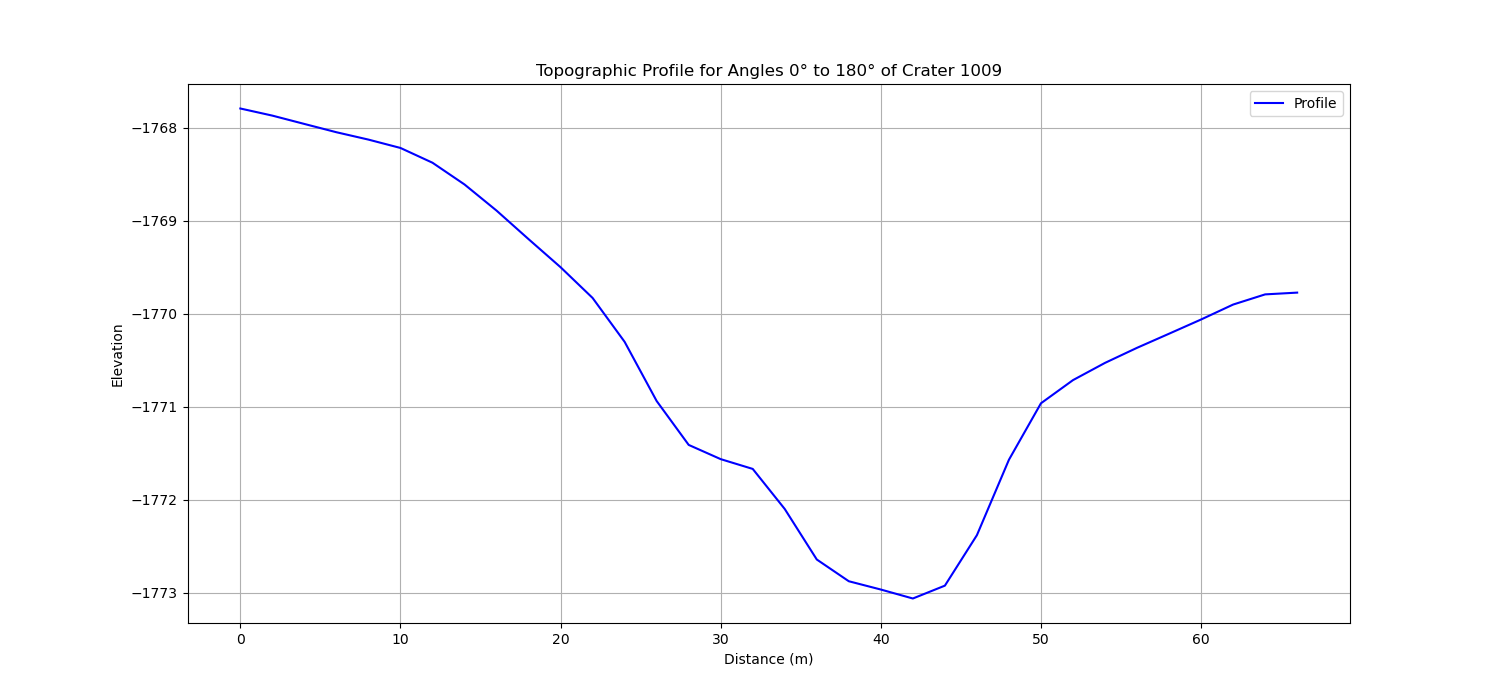 Topographic Profile for Angles 0° to 180° of Crater 1009
Profile
−1768
−1769
−1770
−1771
−1772
−1773
Elevation
0 10 20 30 40 50 60
Distance (m)